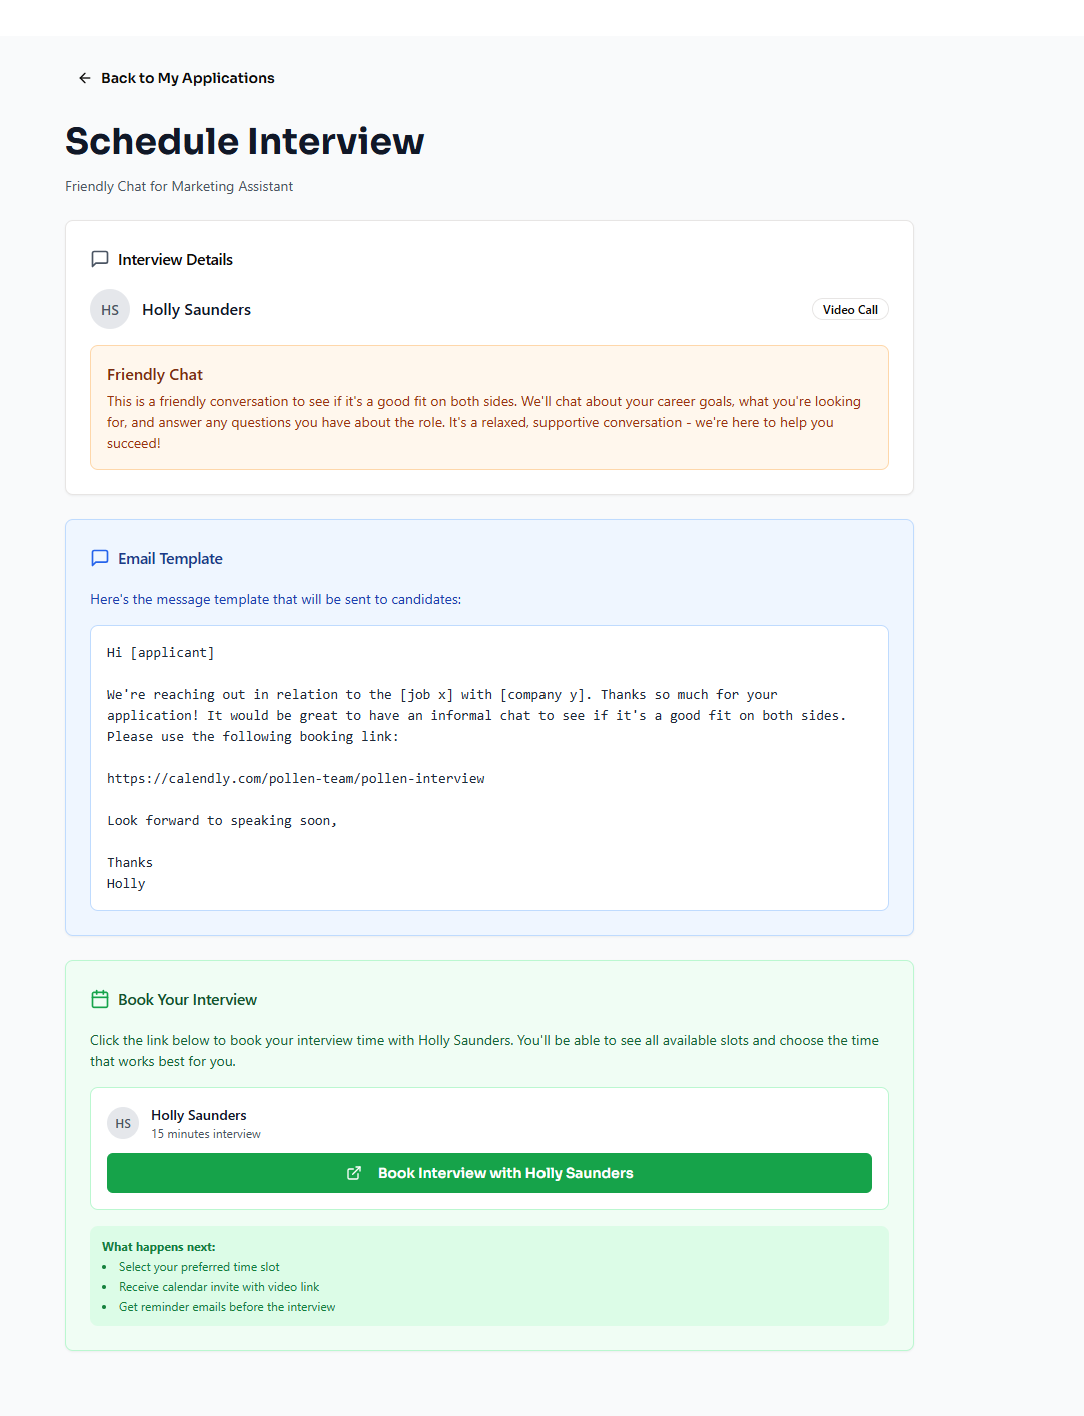 Back to My Applications
Schedule Interview
Friendly Chat for Marketing Assistant
Interview Details
HS
Holly Saunders
Video Call
Friendly Chat
This is a friendly conversation to see if it's a good fit on both sides. We'll chat about your career goals, what you're looking
for, and answer any questions you have about the role. It's a relaxed, supportive conversation - we're here to help you
succeed!
Email Template
Here's the message template that will be sent to candidates:
Hi [applicant]
We're reaching out in relation to the [job x] with [company y]. Thanks so much for your
application! It would be great to have an informal chat to see if it's a good fit on both sides.
Please use the following booking link:
https://calendly.com/pollen-team/pollen-interview
Look forward to speaking soon,
Thanks
Holly
Book Your Interview
Click the link below to book your interview time with Holly Saunders. You'll be able to see all available slots and choose the time
that works best for you.
HS
Holly Saunders
15 minutes interview
Book Interview with Holly Saunders
What happens next:
• Select your preferred time slot
• Receive calendar invite with video link
• Get reminder emails before the interview